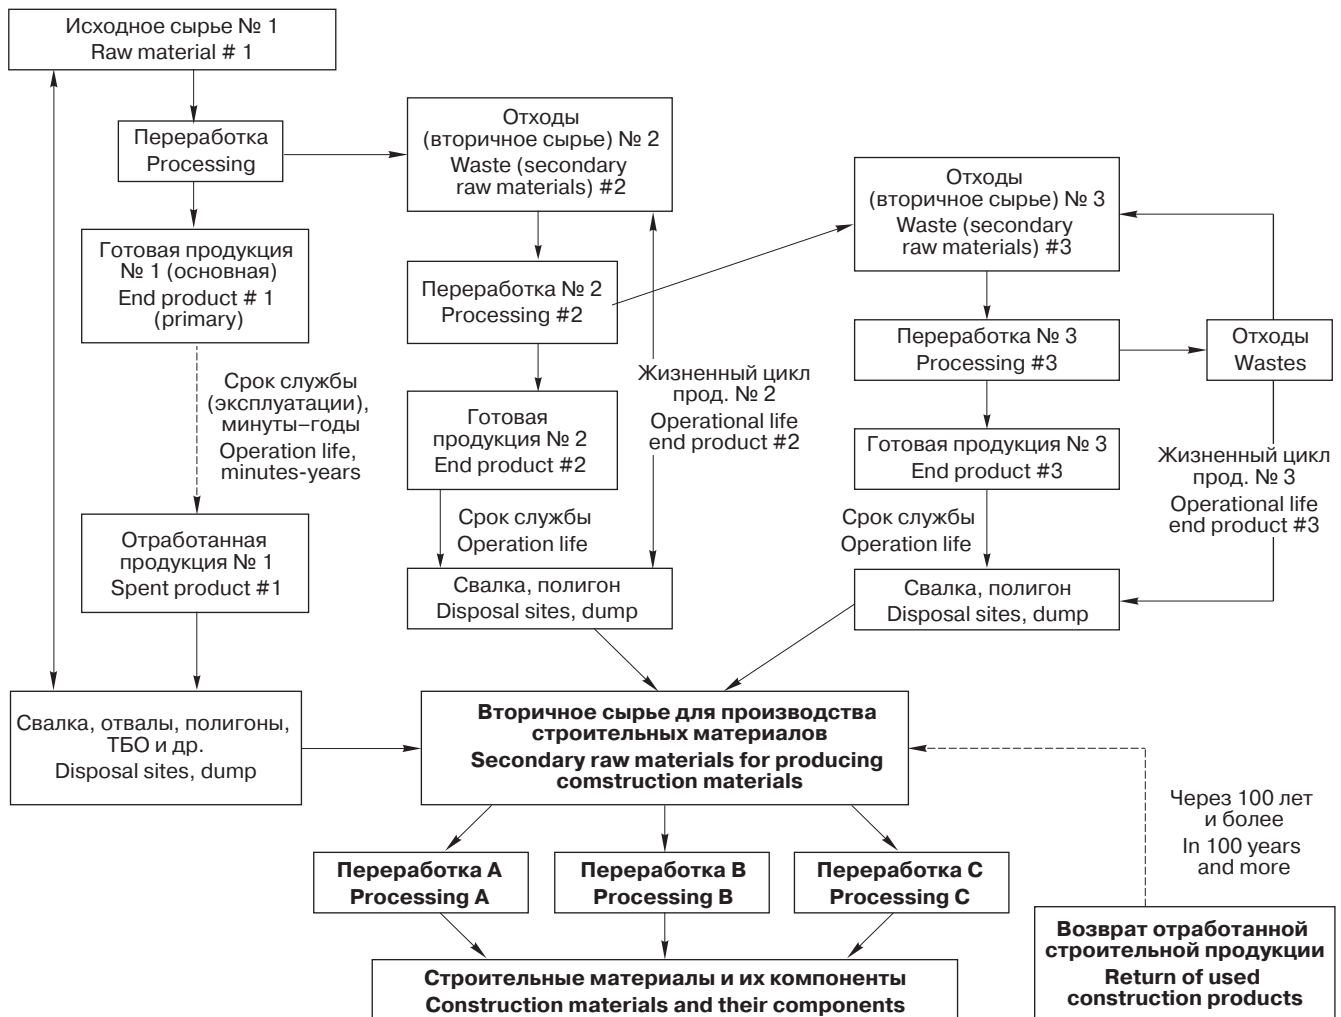 Исходное сырье № 1
Raw material # 1
Переработка
Processing
Готовая продукция
№ 1 (основная)
End product # 1
(primary)
Срок службы
(эксплуатации),
минуты–годы
Operation life,
minutes-years
Отработанная
продукция № 1
Spent product #1
Свалка, отвалы, полигоны,
ТБО и др.
Disposal sites, dump
Отходы
(вторичное сырье) № 2
Waste (secondary
raw materials) #2
Переработка № 2
Processing #2
Готовая
продукция № 2
End product #2
Срок службы
Operation life
Свалка, полигон
Disposal sites, dump
Жизненный цикл
прод. № 2
Operational life
end product #2
Отходы
(вторичное сырье) № 3
Waste (secondary
raw materials) #3
Переработка № 3
Processing #3
Отходы
Wastes
Готовая продукция № 3
End product #3
Срок службы
Operation life
Свалка, полигон
Disposal sites, dump
Жизненный цикл
прод. № 3
Operational life
end product #3
Вторичное сырье для производства
строительных материалов
Secondary raw materials for producing
comstruction materials
Переработка А
Processing A
Переработка В
Processing B
Переработка С
Processing C
Строительные материалы и их компоненты
Construction materials and their components
Через 100 лет
и более
In 100 years
and more
Возврат отработанной
строительной продукции
Return of used
construction products